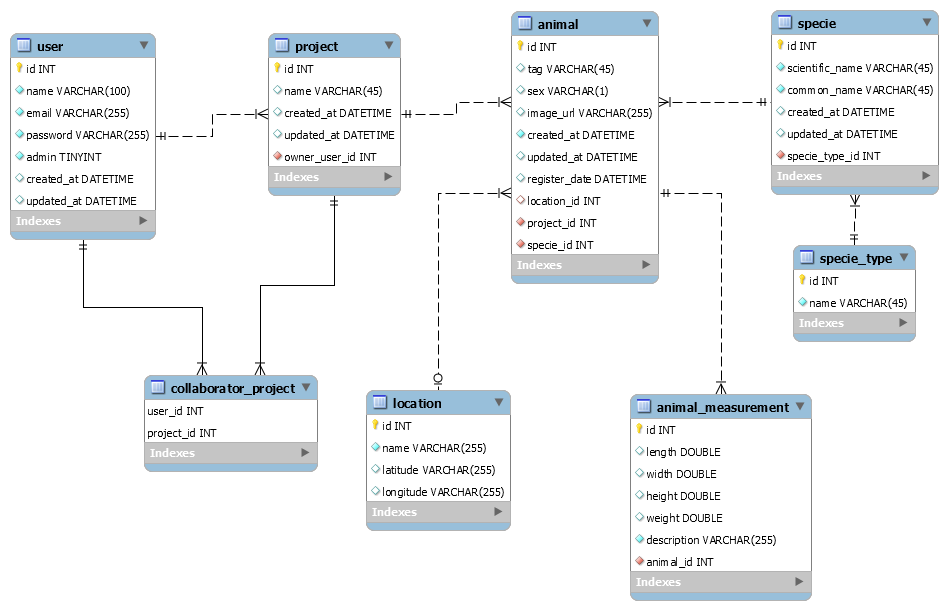 user
id INT
name VARCHAR(100)
email VARCHAR(255)
password VARCHAR(255)
admin TINYINT
created_at DATETIME
updated_at DATETIME
Indexes
project
id INT
name VARCHAR(45)
created_at DATETIME
updated_at DATETIME
owner_user_id INT
Indexes
animal
id INT
tag VARCHAR(45)
sex VARCHAR(1)
image_url VARCHAR(255)
created_at DATETIME
updated_at DATETIME
register_date DATETIME
location_id INT
project_id INT
specie_id INT
Indexes
specie
id INT
scientific_name VARCHAR(45)
common_name VARCHAR(45)
created_at DATETIME
updated_at DATETIME
specie_type_id INT
Indexes
specie_type
id INT
name VARCHAR(45)
Indexes
collaborator_project
user_id INT
project_id INT
Indexes
location
id INT
name VARCHAR(255)
latitude VARCHAR(255)
longitude VARCHAR(255)
Indexes
animal_measurement
id INT
length DOUBLE
width DOUBLE
height DOUBLE
weight DOUBLE
description VARCHAR(255)
animal_id INT
Indexes